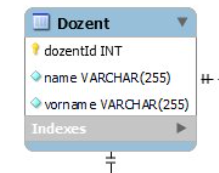 Dozent
dozentId INT
name VARCHAR(255)
vorname VARCHAR(255)
Indexes